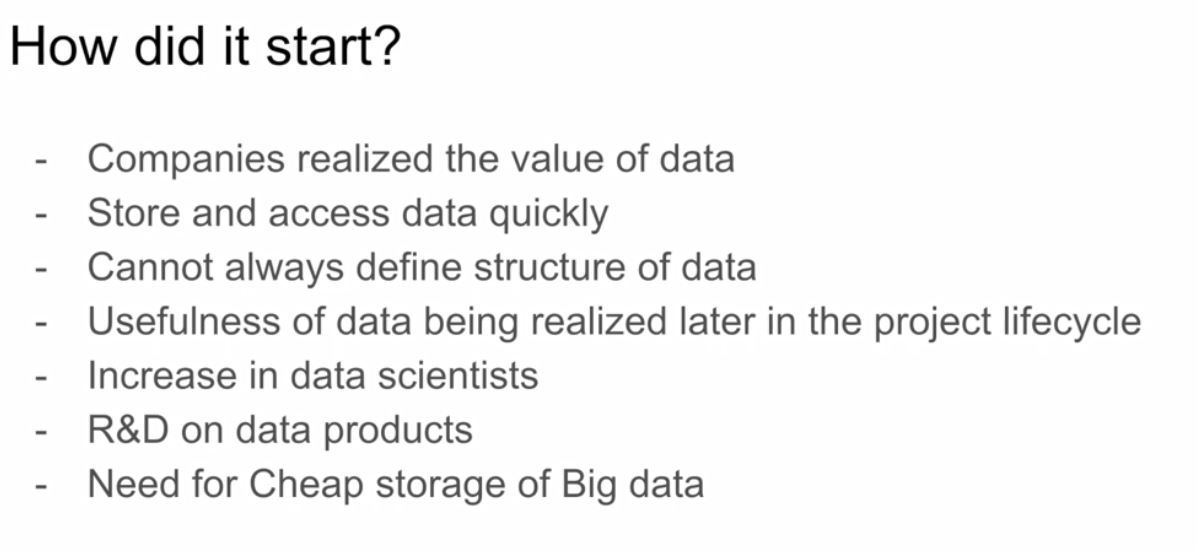 How did it start?
- Companies realized the value of data
- Store and access data quickly
- Cannot always define structure of data
- Usefulness of data being realized later in the project lifecycle
- Increase in data scientists
- R&D on data products
- Need for Cheap storage of Big data